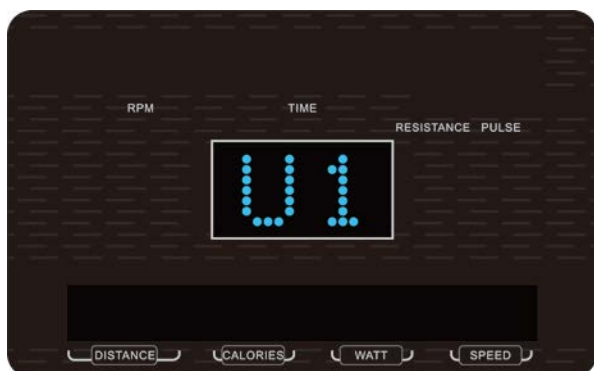 RPM TIME
RESISTANCE PULSE
U1
DISTANCE CALORIES WATT SPEED